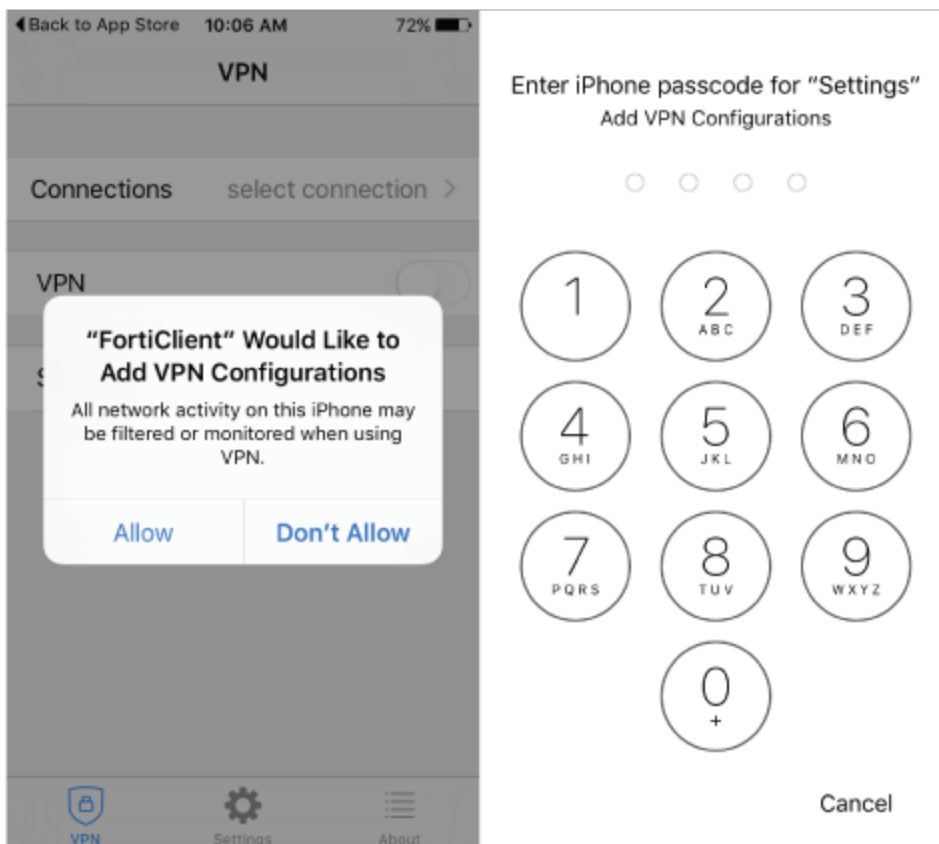 Back to App Store 10:06 AM 72%
VPN
Connections select connection >
VPN
"FortiClient" Would Like to
Add VPN Configurations
All network activity on this iPhone may
be filtered or monitored when using
VPN.
Allow Don't Allow
VPN Settings About
Enter iPhone passcode for "Settings"
Add VPN Configurations
1 2 3
ABC DEF
4 5 6
GHI JKL MNO
7 8 9
PQRS TUV WXYZ
0
+
Cancel